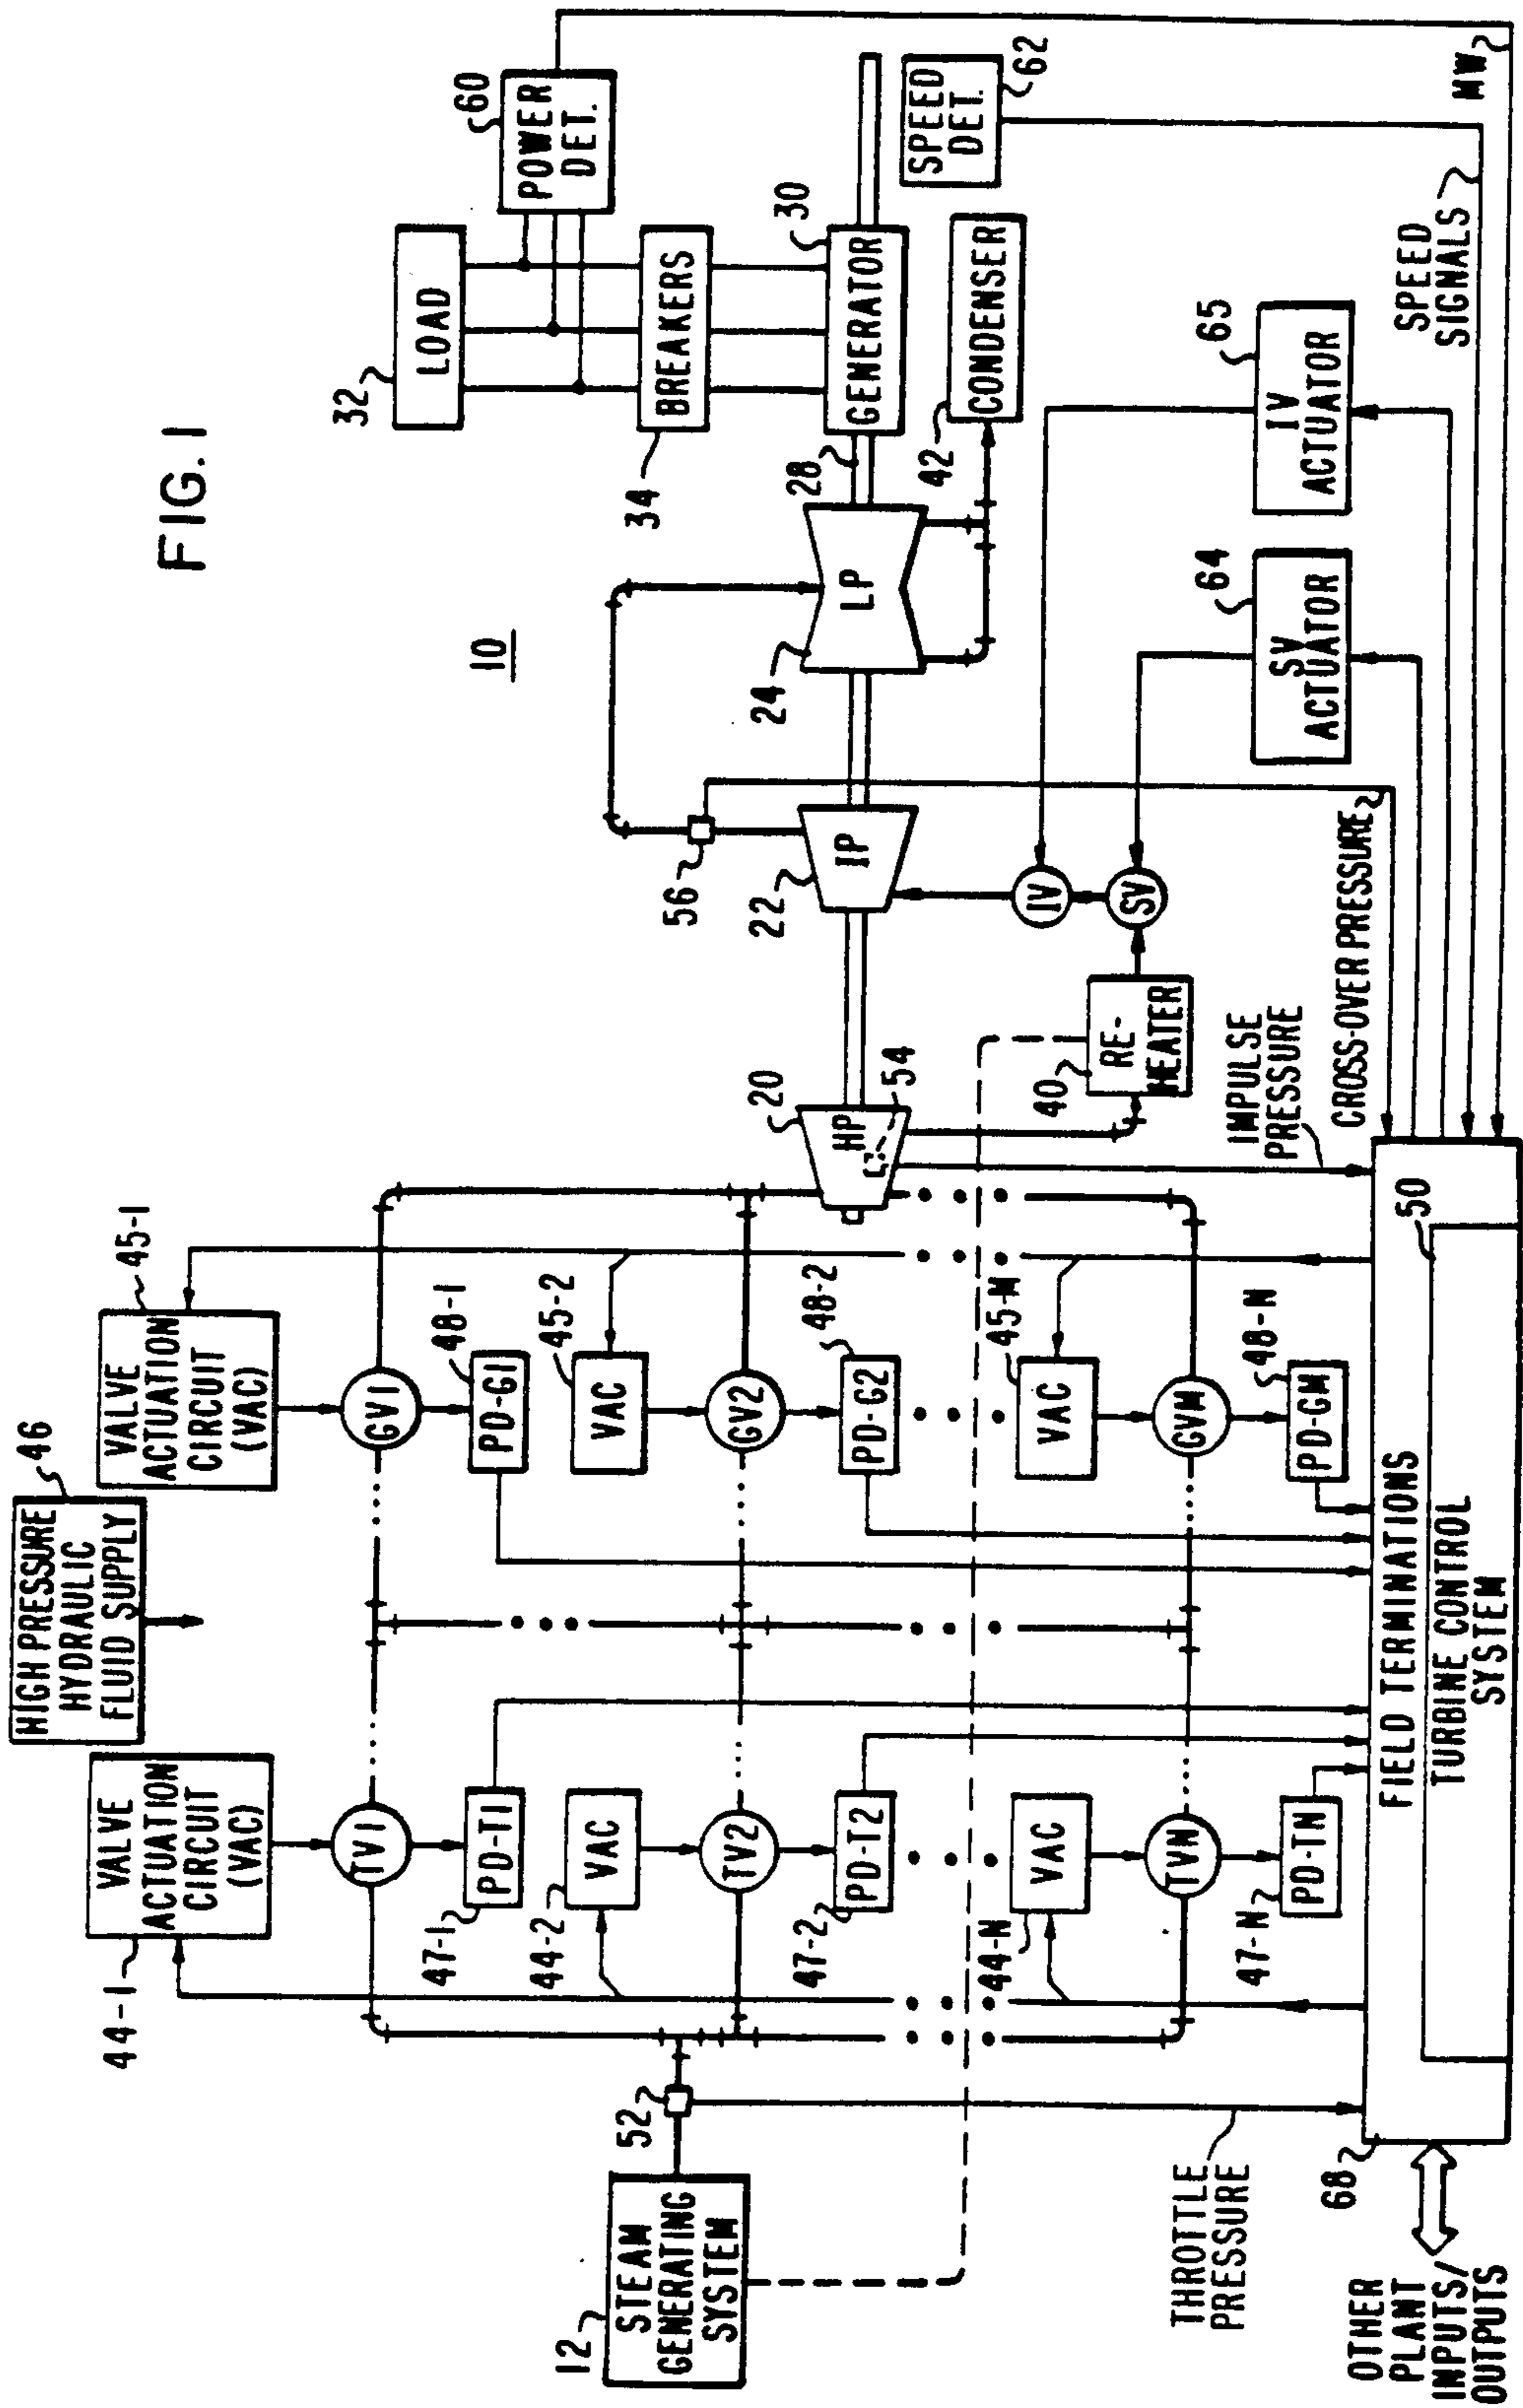 FIG. 1
10
HIGH PRESSURE
HYDRAULIC
FLUID SUPPLY
46
44-1
VALVE
ACTUATION
CIRCUIT
(VAC)
VALVE
ACTUATION
CIRCUIT
(VAC)
45-1
TV1
GV1
47-1
PD-T1
PD-G1
48-1
44-2
VAC
VAC
45-2
TV2
GV2
47-2
PD-T2
PD-G2
48-2
44-N
VAC
VAC
45-M
TVN
GVM
47-N
PD-TN
PD-GM
48-N
12
STEAM
GENERATING
SYSTEM
52
THROTTLE
PRESSURE
20
HP
54
40
RE-
HEATER
IMPULSE
PRESSURE
CROSS-OVER PRESSURE
56
22
IP
IV
SV
24
LP
28
32
LOAD
34
BREAKERS
60
POWER
DET.
GENERATOR
30
42
CONDENSER
SPEED
DET.
62
SV
ACTUATOR
64
IV
ACTUATOR
65
SPEED
SIGNALS
MW
68
FIELD TERMINATIONS
50
TURBINE CONTROL
SYSTEM
OTHER
PLANT
INPUTS/
OUTPUTS